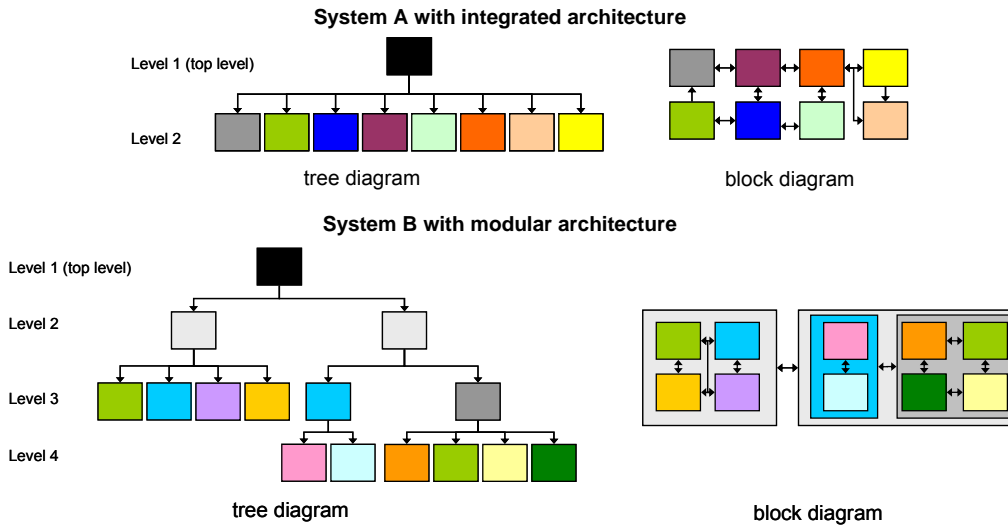 System A with integrated architecture
Level 1 (top level)
Level 2
tree diagram
block diagram
System B with modular architecture
Level 1 (top level)
Level 2
Level 3
Level 4
tree diagram
block diagram